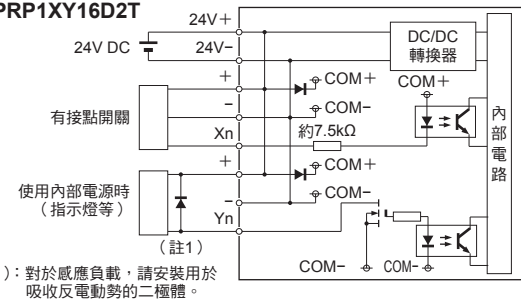 PRP1XY16D2T
24V+
24V DC
24V−
DC/DC
轉換器
+
COM+
COM+
有接點開關
−
COM−
Xn
約7.5kΩ
內部電路
+
COM+
使用內部電源時
（指示燈等）
−
COM−
Yn
（註1）
COM−
COM−
）：對於感應負載，請安裝用於
吸收反電動勢的二極體。